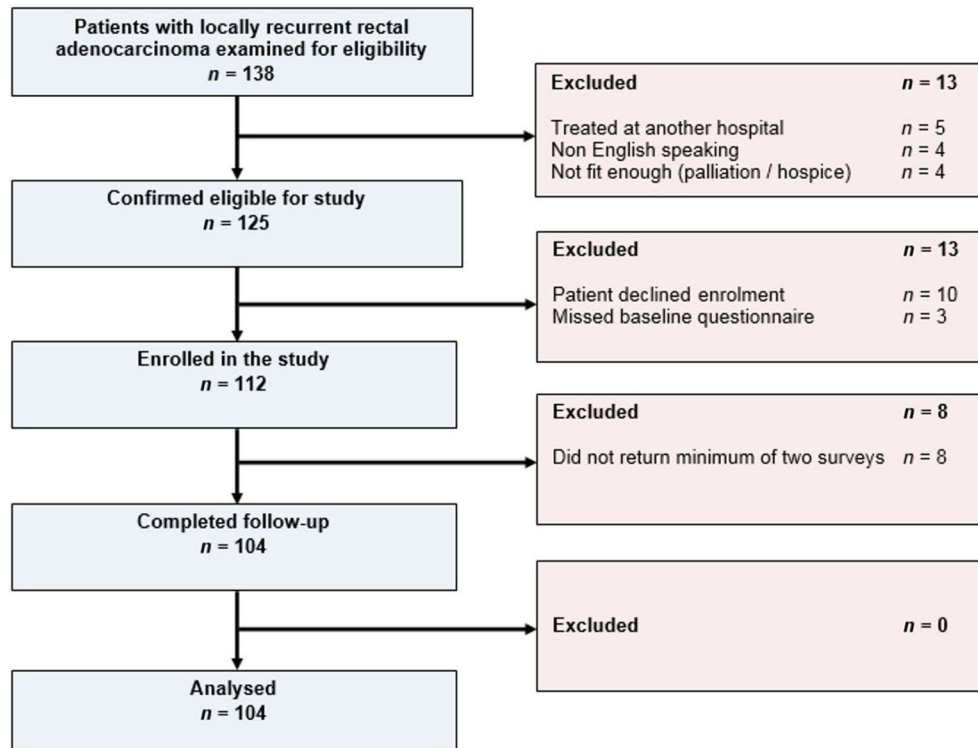 Patients with locally recurrent rectal
adenocarcinoma examined for eligibility
n = 138
Excluded n = 13
Treated at another hospital n = 5
Non English speaking n = 4
Not fit enough (palliation / hospice) n = 4
Confirmed eligible for study
n = 125
Excluded n = 13
Patient declined enrolment n = 10
Missed baseline questionnaire n = 3
Enrolled in the study
n = 112
Excluded n = 8
Did not return minimum of two surveys n = 8
Completed follow-up
n = 104
Excluded n = 0
Analysed
n = 104